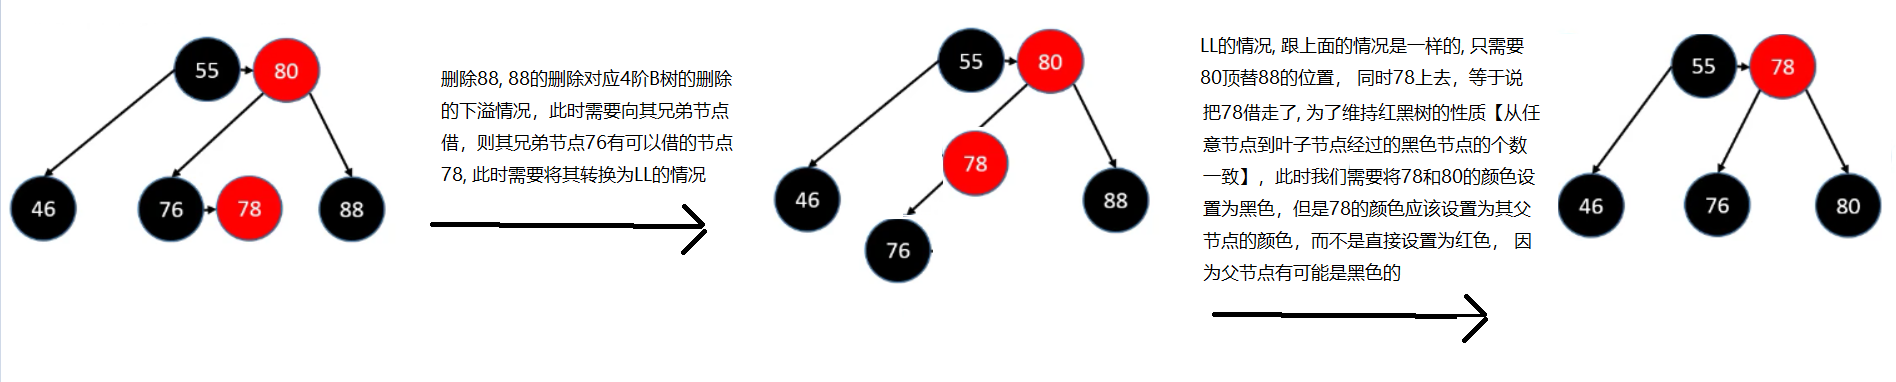 55
80
46
76
78
88
删除88, 88的删除对应4阶B树的删除
的下溢情况，此时需要向其兄弟节点
借，则其兄弟节点76有可以借的节点
78, 此时需要将其转换为LL的情况
55
80
78
46
88
76
LL的情况, 跟上面的情况是一样的, 只需要
80顶替88的位置， 同时78上去，等于说
把78借走了, 为了维持红黑树的性质【从任
意节点到叶子节点经过的黑色节点的个数
一致】，此时我们需要将78和80的颜色设
置为黑色，但是78的颜色应该设置为其父
节点的颜色，而不是直接设置为红色， 因
为父节点有可能是黑色的
55
78
46
76
80